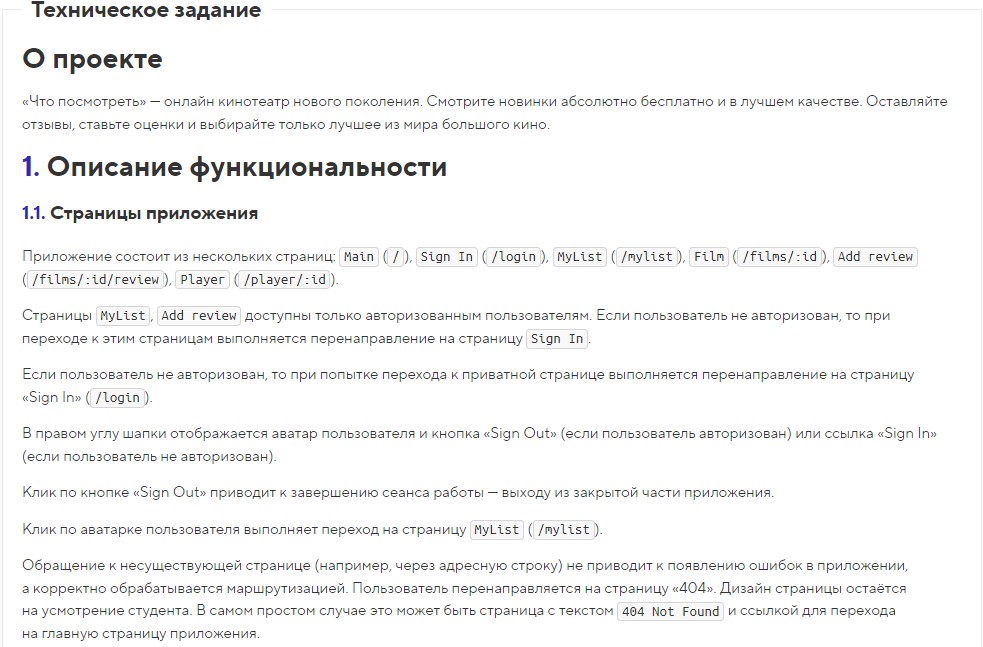 Техническое задание
О проекте
«Что посмотреть» — онлайн кинотеатр нового поколения. Смотрите новинки абсолютно бесплатно и в лучшем качестве. Оставляйте
отзывы, ставьте оценки и выбирайте только лучшее из мира большого кино.
1. Описание функциональности
1.1. Страницы приложения
Приложение состоит из нескольких страниц: Main (/), Sign In (/login), MyList (/mylist), Film (/films/:id), Add review
(/films/:id/review), Player (/player/:id).
Страницы MyList, Add review доступны только авторизованным пользователям. Если пользователь не авторизован, то при
переходе к этим страницам выполняется перенаправление на страницу Sign In.
Если пользователь не авторизован, то при попытке перехода к приватной странице выполняется перенаправление на страницу
«Sign In» (/login).
В правом углу шапки отображается аватар пользователя и кнопка «Sign Out» (если пользователь авторизован) или ссылка «Sign In»
(если пользователь не авторизован).
Клик по кнопке «Sign Out» приводит к завершению сеанса работы — выходу из закрытой части приложения.
Клик по аватарке пользователя выполняет переход на страницу MyList (/mylist).
Обращение к несуществующей странице (например, через адресную строку) не приводит к появлению ошибок в приложении,
а корректно обрабатывается маршрутизацией. Пользователь перенаправляется на страницу «404». Дизайн страницы остаётся
на усмотрение студента. В самом простом случае это может быть страница с текстом 404 Not Found и ссылкой для перехода
на главную страницу приложения.